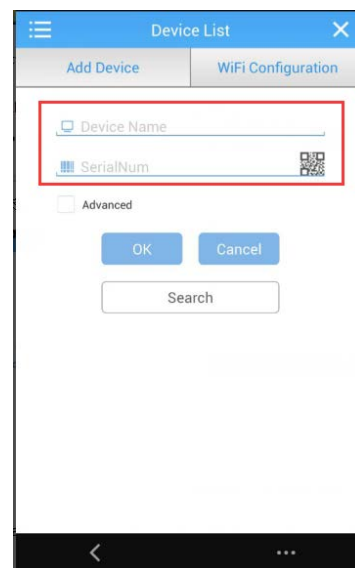 Device List
Add Device WiFi Configuration
Device Name
SerialNum
Advanced
OK Cancel
Search